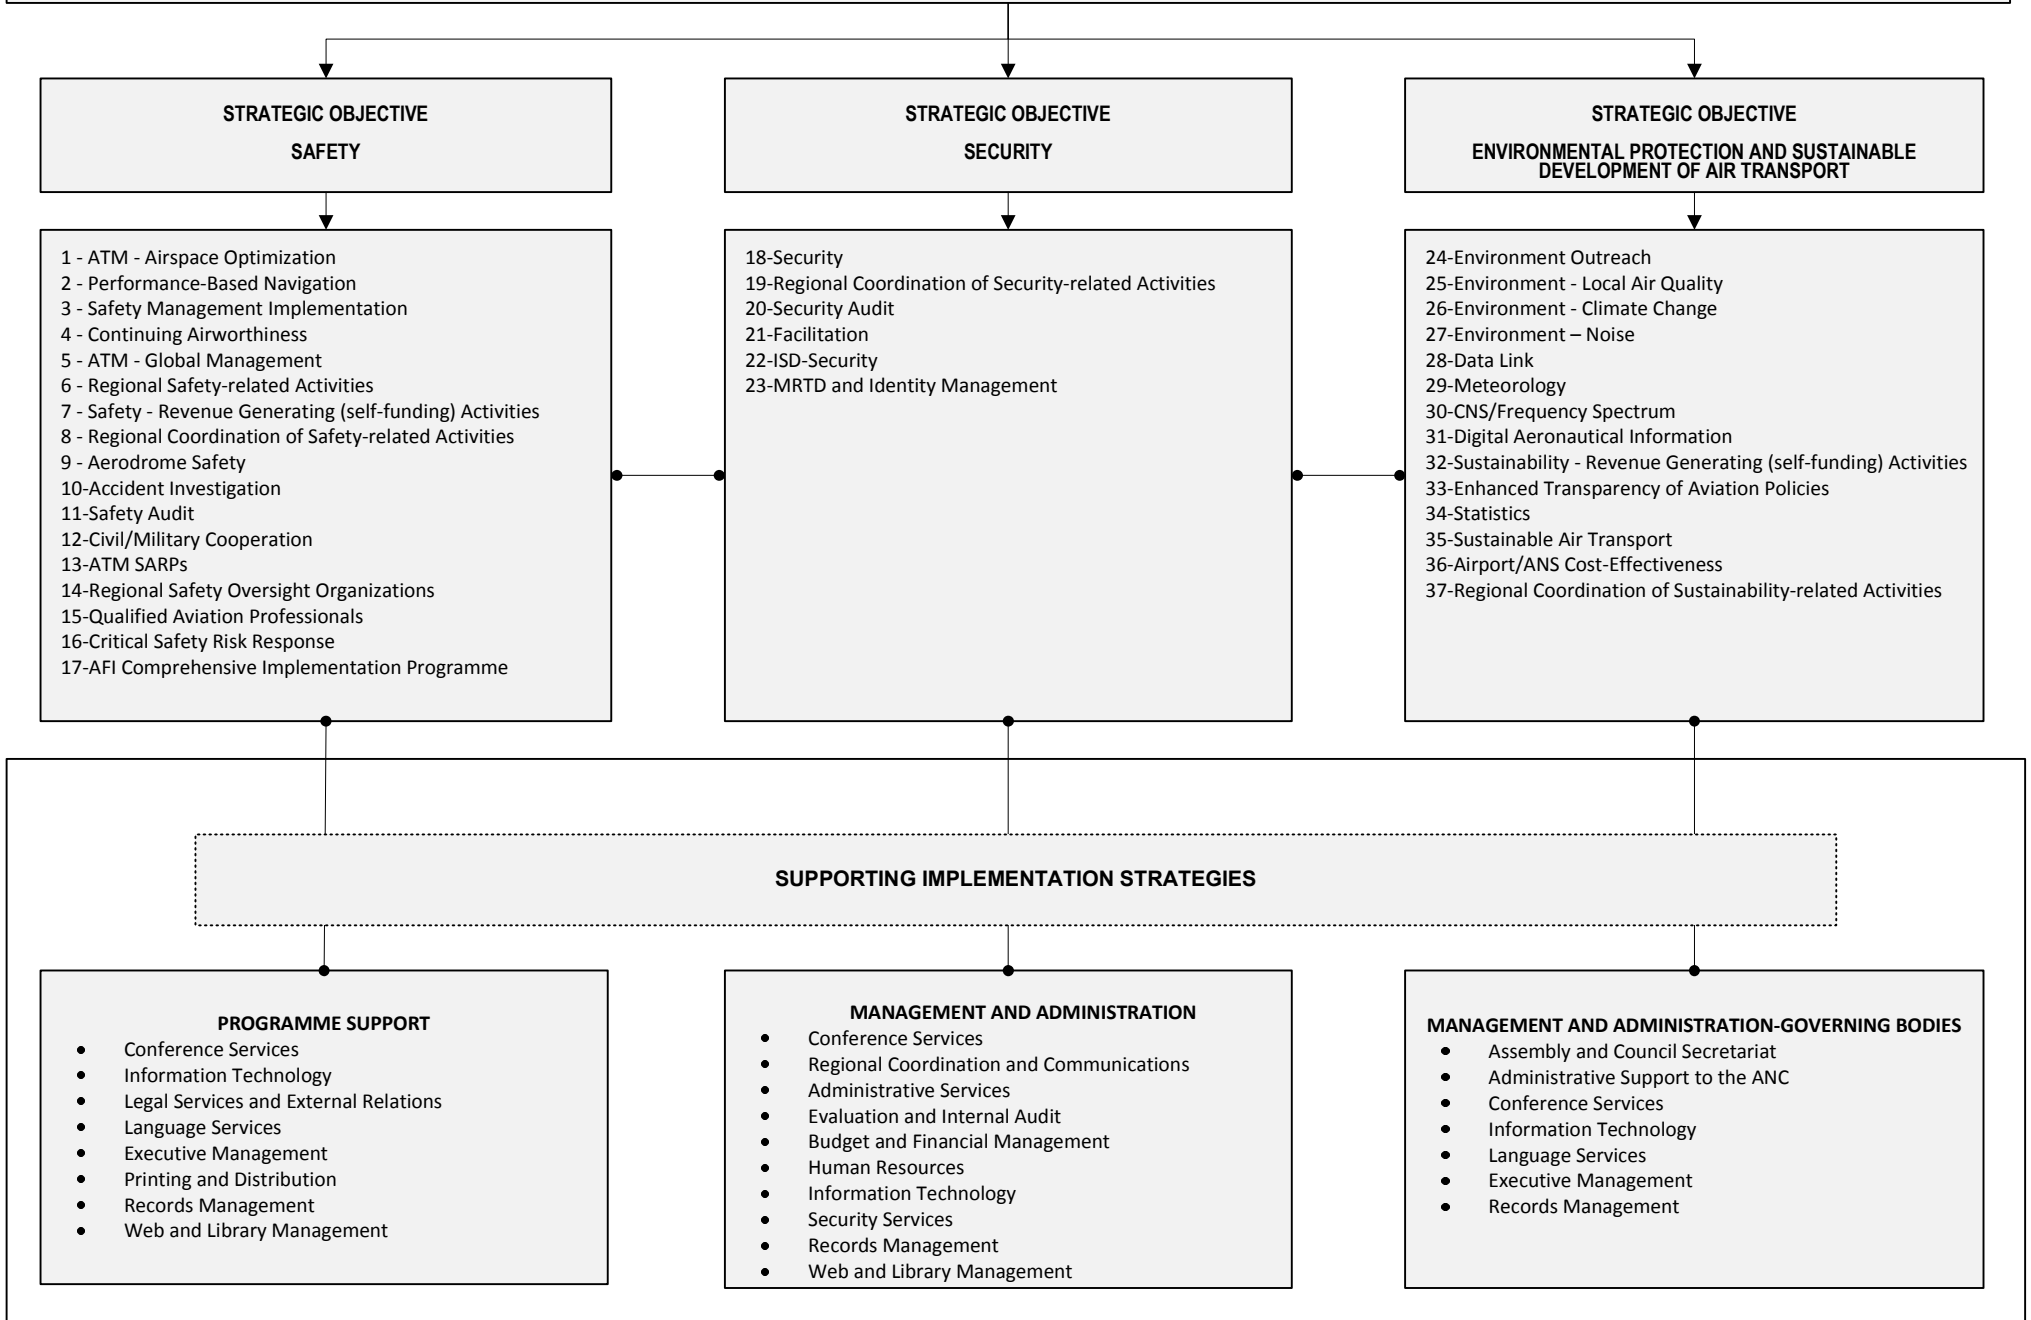 STRATEGIC OBJECTIVE
SAFETY
STRATEGIC OBJECTIVE
SECURITY
STRATEGIC OBJECTIVE
ENVIRONMENTAL PROTECTION AND SUSTAINABLE
DEVELOPMENT OF AIR TRANSPORT
1 - ATM - Airspace Optimization
2 - Performance-Based Navigation
3 - Safety Management Implementation
4 - Continuing Airworthiness
5 - ATM - Global Management
6 - Regional Safety-related Activities
7 - Safety - Revenue Generating (self-funding) Activities
8 - Regional Coordination of Safety-related Activities
9 - Aerodrome Safety
10-Accident Investigation
11-Safety Audit
12-Civil/Military Cooperation
13-ATM SARPs
14-Regional Safety Oversight Organizations
15-Qualified Aviation Professionals
16-Critical Safety Risk Response
17-AFI Comprehensive Implementation Programme
18-Security
19-Regional Coordination of Security-related Activities
20-Security Audit
21-Facilitation
22-ISD-Security
23-MRTD and Identity Management
24-Environment Outreach
25-Environment - Local Air Quality
26-Environment - Climate Change
27-Environment – Noise
28-Data Link
29-Meteorology
30-CNS/Frequency Spectrum
31-Digital Aeronautical Information
32-Sustainability - Revenue Generating (self-funding) Activities
33-Enhanced Transparency of Aviation Policies
34-Statistics
35-Sustainable Air Transport
36-Airport/ANS Cost-Effectiveness
37-Regional Coordination of Sustainability-related Activities
SUPPORTING IMPLEMENTATION STRATEGIES
PROGRAMME SUPPORT
• Conference Services
• Information Technology
• Legal Services and External Relations
• Language Services
• Executive Management
• Printing and Distribution
• Records Management
• Web and Library Management
MANAGEMENT AND ADMINISTRATION
• Conference Services
• Regional Coordination and Communications
• Administrative Services
• Evaluation and Internal Audit
• Budget and Financial Management
• Human Resources
• Information Technology
• Security Services
• Records Management
• Web and Library Management
MANAGEMENT AND ADMINISTRATION-GOVERNING BODIES
• Assembly and Council Secretariat
• Administrative Support to the ANC
• Conference Services
• Information Technology
• Language Services
• Executive Management
• Records Management